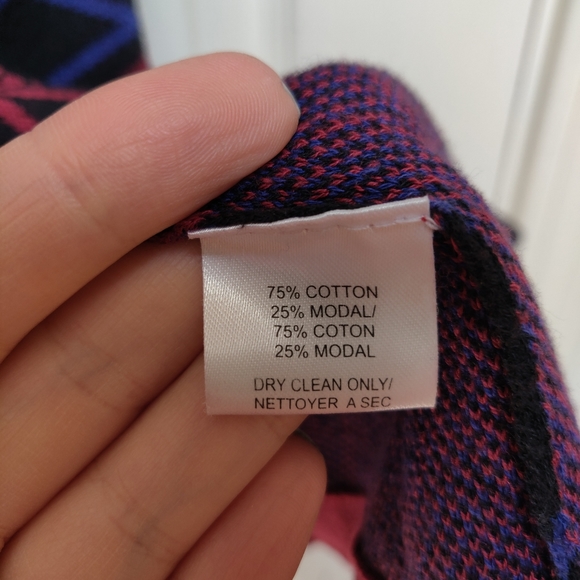 75% COTTON
25% MODAL/
75% COTON
25% MODAL
DRY CLEAN ONLY/
NETTOYER A SEC